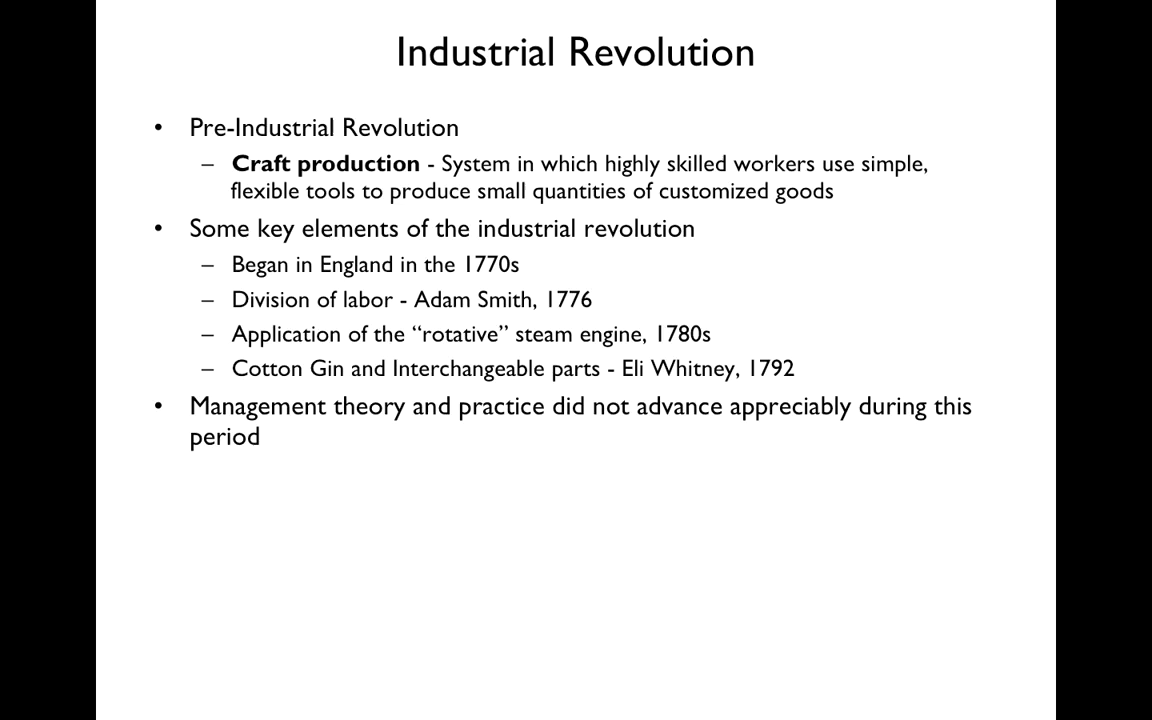 Industrial Revolution
• Pre-Industrial Revolution
– Craft production - System in which highly skilled workers use simple,
flexible tools to produce small quantities of customized goods
• Some key elements of the industrial revolution
– Began in England in the 1770s
– Division of labor - Adam Smith, 1776
– Application of the “rotative” steam engine, 1780s
– Cotton Gin and Interchangeable parts - Eli Whitney, 1792
• Management theory and practice did not advance appreciably during this
period